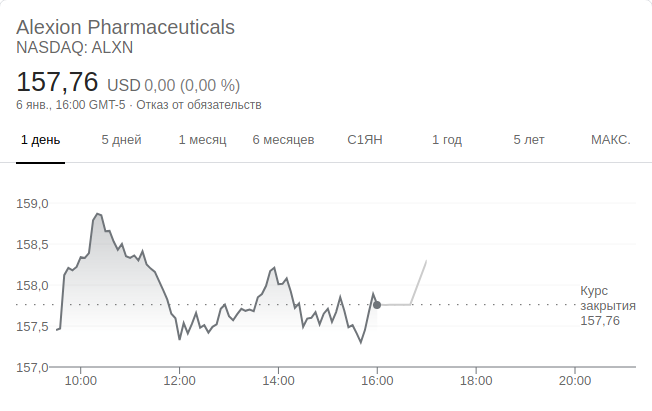 Alexion Pharmaceuticals
NASDAQ: ALXN
157,76 USD 0,00 (0,00 %)
6 янв., 16:00 GMT-5 · Отказ от обязательств
1 день 5 дней 1 месяц 6 месяцев С1ЯН 1 год 5 лет МАКС.
159,0
158,5
158,0
157,5
157,0
Курс
закрытия
157,76
10:00 12:00 14:00 16:00 18:00 20:00